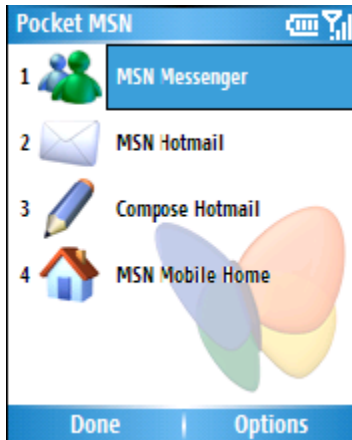 Pocket MSN
1 MSN Messenger
2 MSN Hotmail
3 Compose Hotmail
4 MSN Mobile Home
Done Options